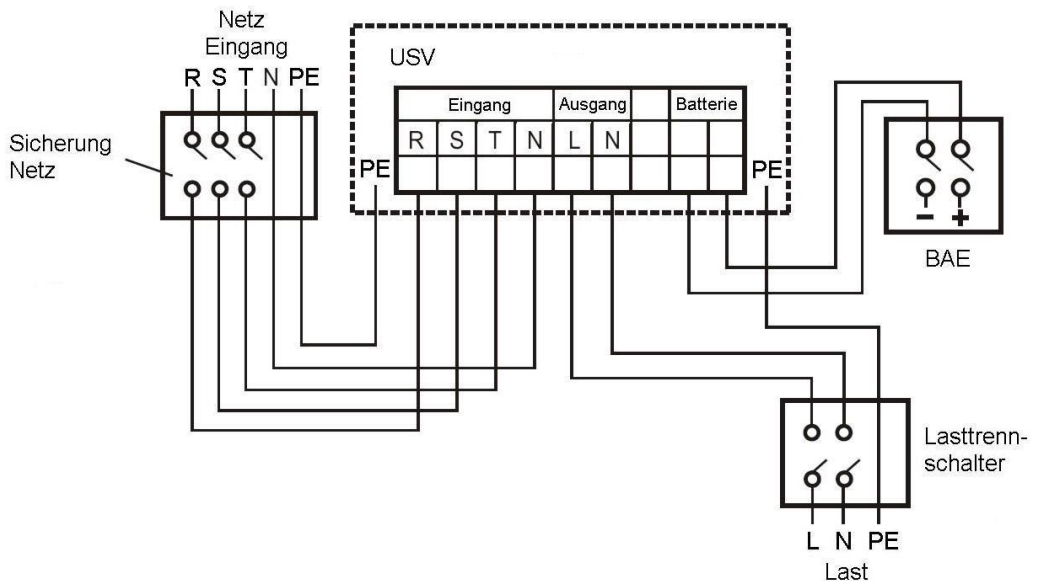 Netz
Eingang
R S T N PE
Sicherung
Netz
USV
Eingang Ausgang Batterie
R S T N L N
PE
PE
- +
BAE
Lasttrenn-
schalter
L N PE
Last